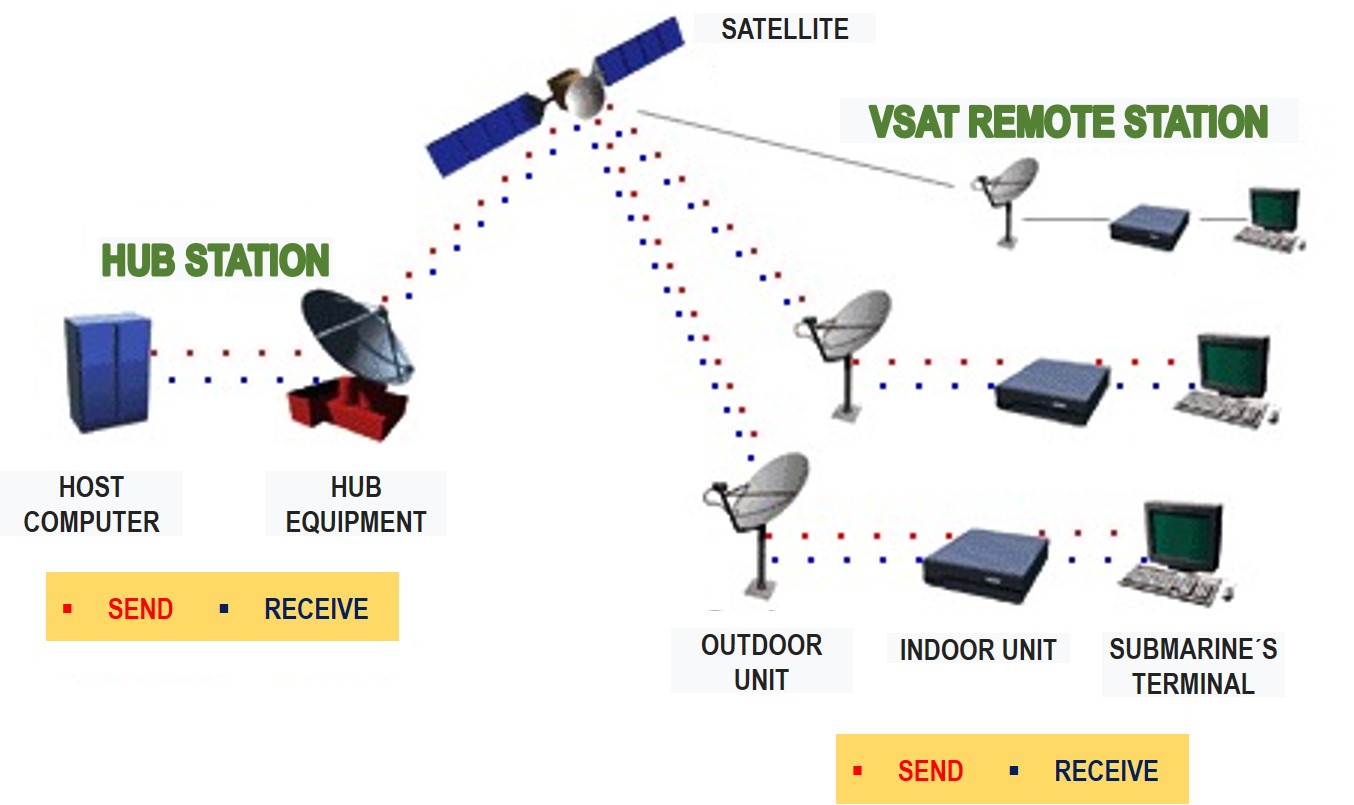 SATELLITE
VSAT REMOTE STATION
HUB STATION
HOST
COMPUTER
HUB
EQUIPMENT
SEND RECEIVE
OUTDOOR
UNIT
INDOOR UNIT
SUBMARINE´S
TERMINAL
SEND RECEIVE